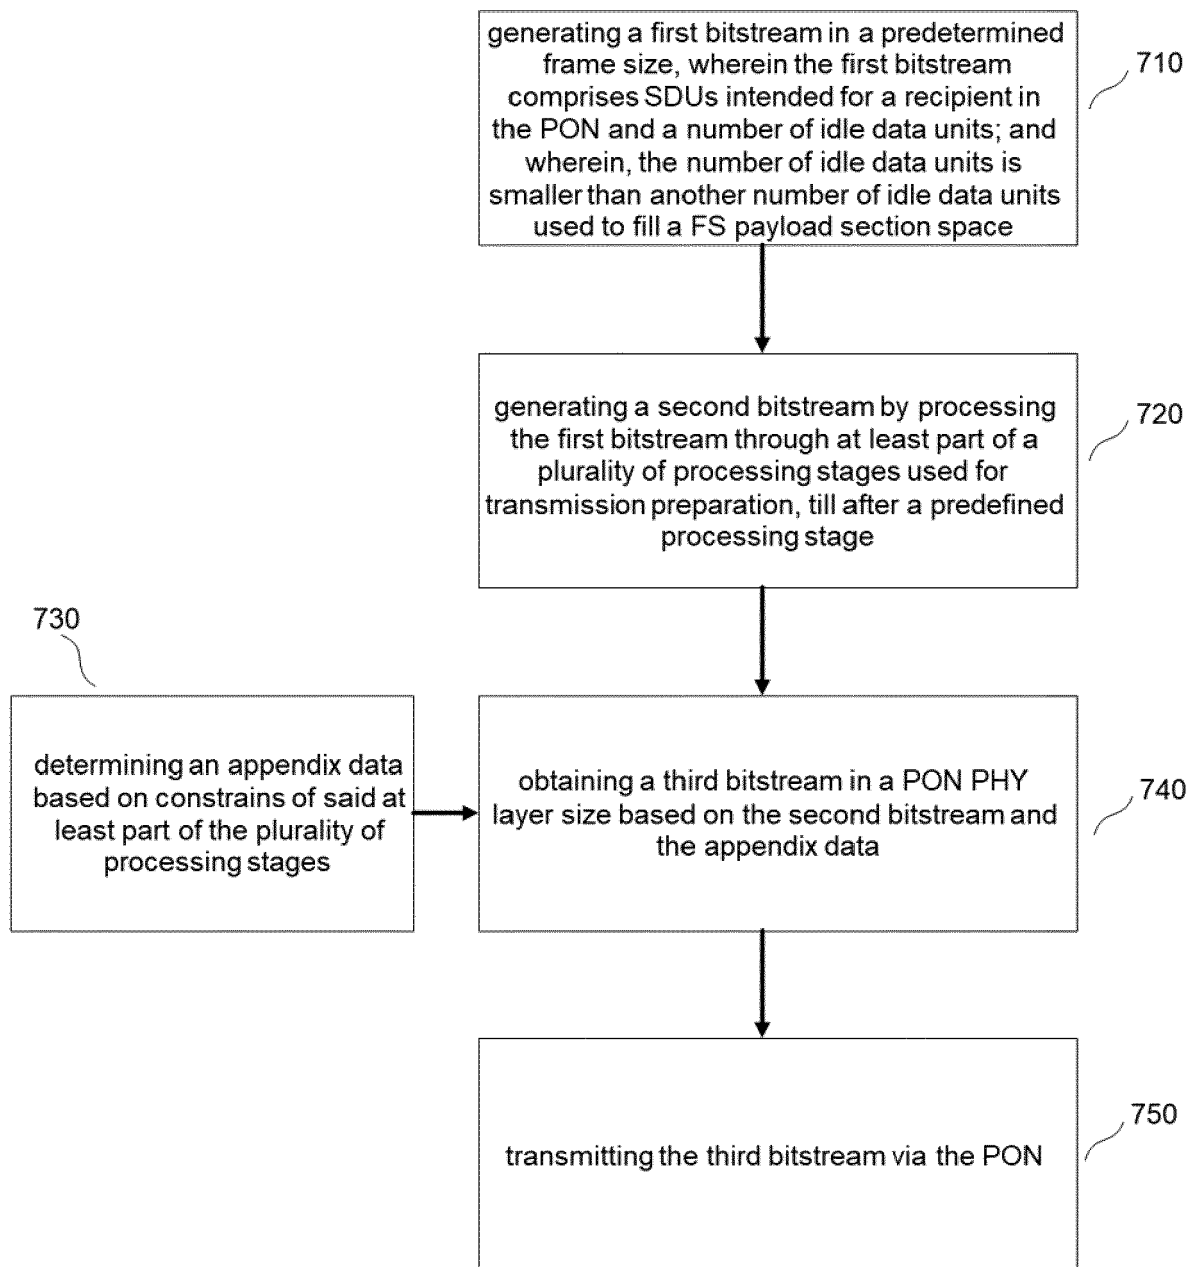 generating a first bitstream in a predetermined
frame size, wherein the first bitstream
comprises SDUs intended for a recipient in
the PON and a number of idle data units; and
wherein, the number of idle data units is
smaller than another number of idle data units
used to fill a FS payload section space
710
generating a second bitstream by processing
the first bitstream through at least part of a
plurality of processing stages used for
transmission preparation, till after a predefined
processing stage
720
730
determining an appendix data
based on constrains of said at
least part of the plurality of
processing stages
obtaining a third bitstream in a PON PHY
layer size based on the second bitstream and
the appendix data
740
transmitting the third bitstream via the PON
750